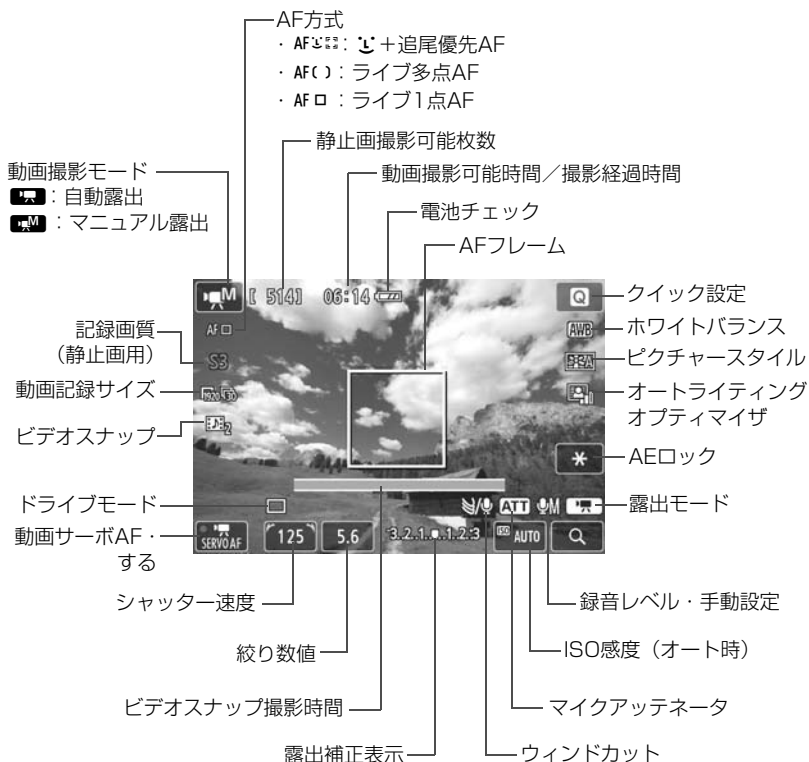 AF方式
・AF: ＋追尾優先AF
・AF( )：ライブ多点AF
・AF□：ライブ1点AF
静止画撮影可能枚数
動画撮影モード
動画撮影可能時間／撮影経過時間
：自動露出
M：マニュアル露出
電池チェック
AFフレーム
M [ 514] 06:14
Q
クイック設定
AF□
AWB
ホワイトバランス
記録画質
（静止画用）
S3
ピクチャースタイル
動画記録サイズ
1920 30
オートライティング
オプティマイザ
ビデオスナップ
2
AEロック
ドライブモード
ATT M
露出モード
動画サーボAF・
する
SERVO AF
125
5.6
3..2..1..0..1..2..3
ISO AUTO
シャッター速度
録音レベル・手動設定
絞り数値
ISO感度（オート時）
ビデオスナップ撮影時間
マイクアッテネータ
露出補正表示
ウィンドカット